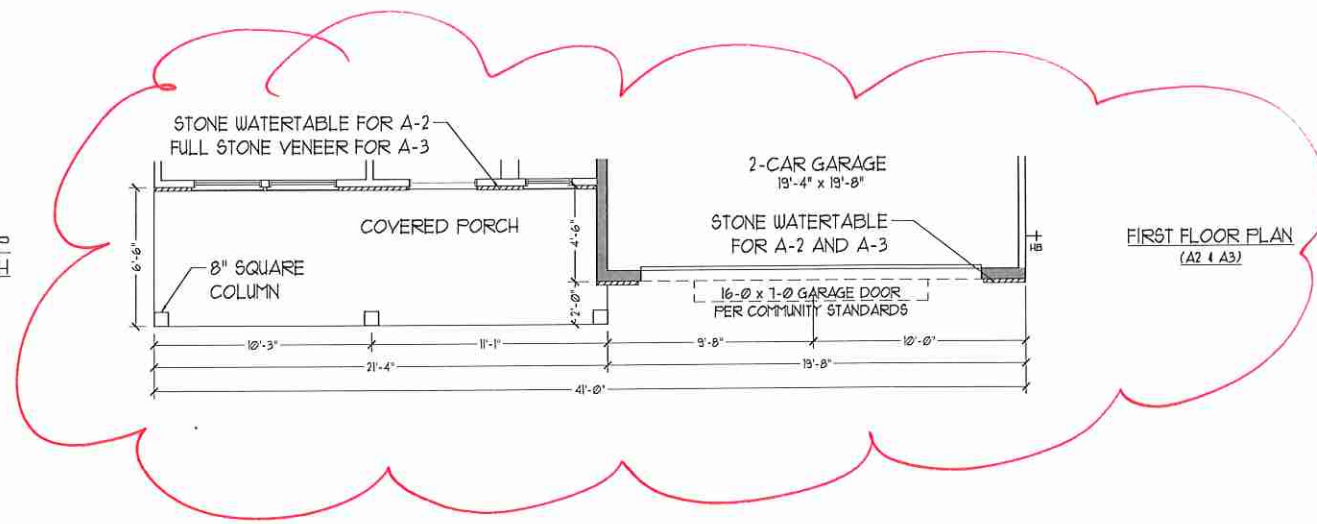 STONE WATERTABLE FOR A-2
FULL STONE VENEER FOR A-3
2-CAR GARAGE
19'-4" x 19'-8"
COVERED PORCH
STONE WATERTABLE
FOR A-2 AND A-3
HB
FIRST FLOOR PLAN
(A2 & A3)
6'-6"
4'-6"
8" SQUARE
COLUMN
2'-0"
16-0 x 7-0 GARAGE DOOR
PER COMMUNITY STANDARDS
10'-3"
11'-1"
9'-8"
10'-0"
21'-4"
19'-8"
41'-0"
H